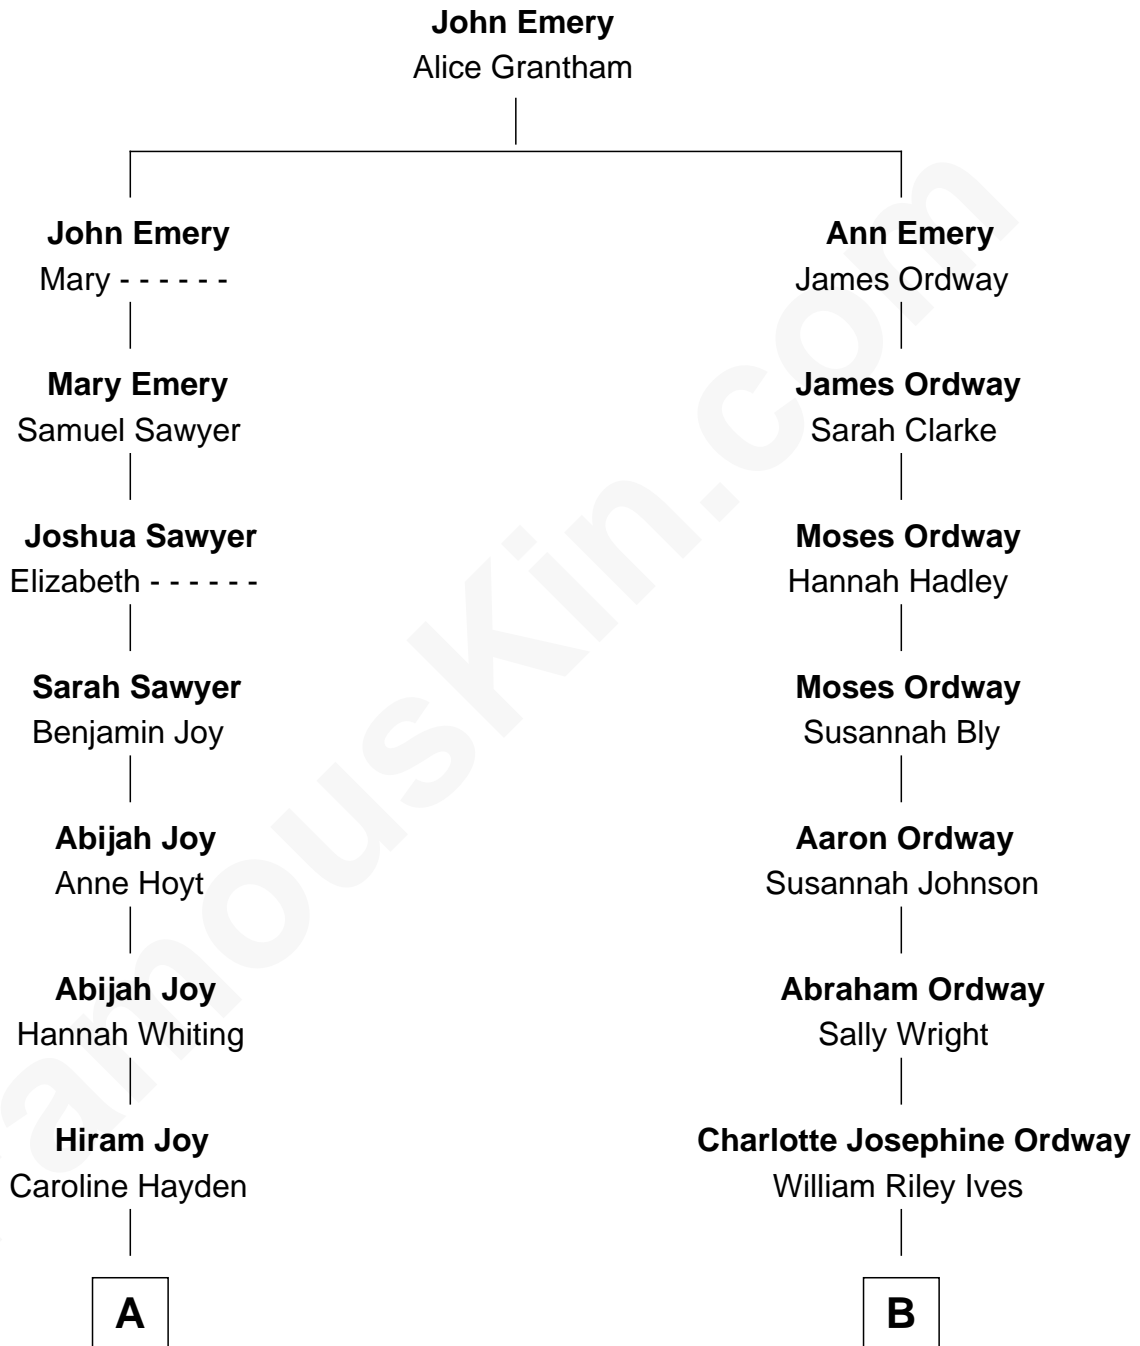 John Emery
Alice Grantham
John Emery
Mary - - - - - -
Ann Emery
James Ordway
Mary Emery
Samuel Sawyer
James Ordway
Sarah Clarke
Joshua Sawyer
Elizabeth - - - - - -
Moses Ordway
Hannah Hadley
Sarah Sawyer
Benjamin Joy
Moses Ordway
Susannah Bly
Abijah Joy
Anne Hoyt
Aaron Ordway
Susannah Johnson
Abijah Joy
Hannah Whiting
Abraham Ordway
Sally Wright
Hiram Joy
Caroline Hayden
Charlotte Josephine Ordway
William Riley Ives
A
B
amouskin.com